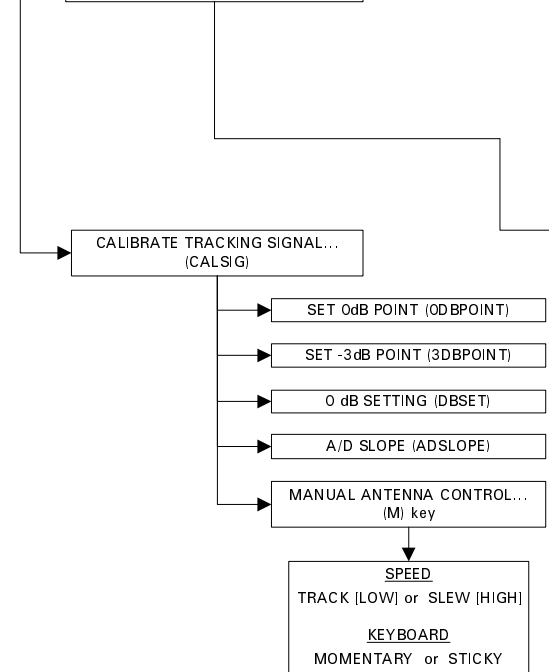 CALIBRATE TRACKING SIGNAL...
(CALSIG)
SET 0dB POINT (0DBPOINT)
SET -3dB POINT (3DBPOINT)
0 dB SETTING (DBSET)
A/D SLOPE (ADSLOPE)
MANUAL ANTENNA CONTROL...
(M) key
SPEED
TRACK [LOW] or SLEW [HIGH]
KEYBOARD
MOMENTARY or STICKY